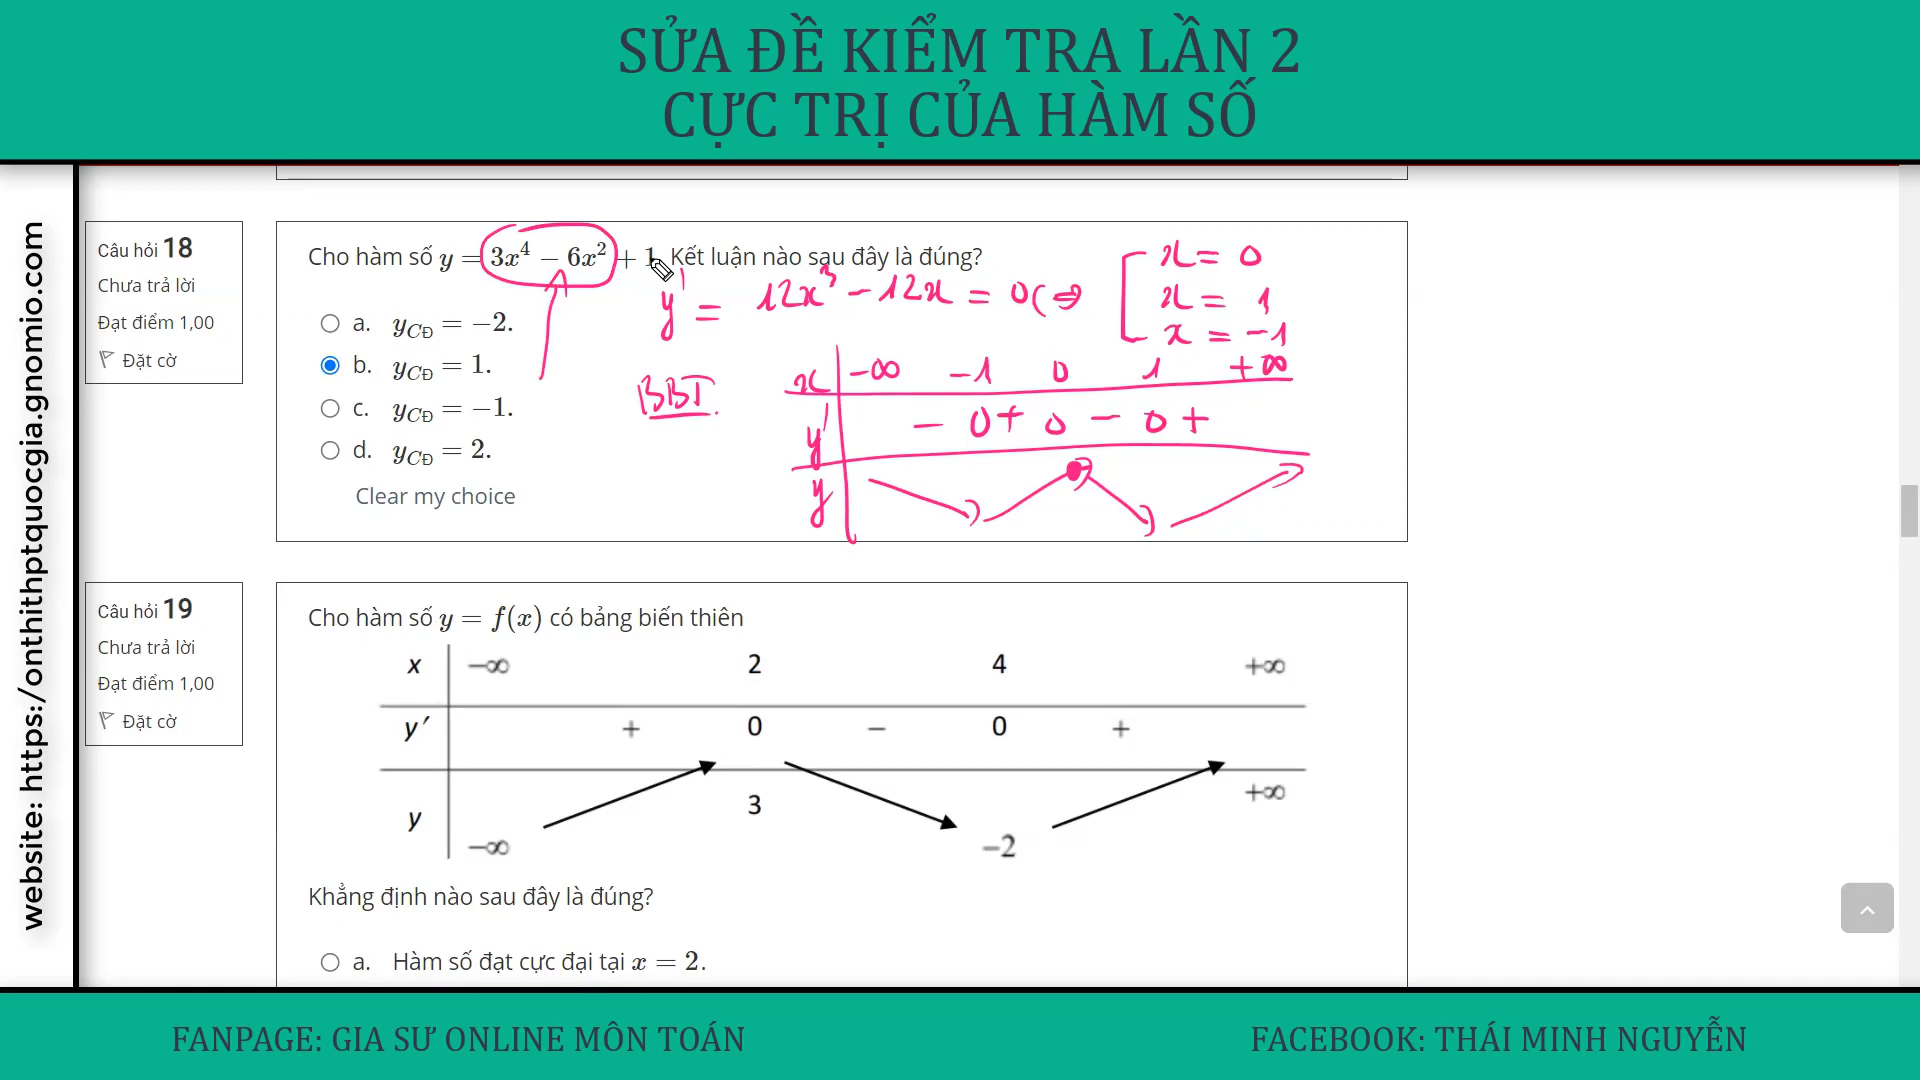 SỬA ĐỀ KIỂM TRA LẦN 2
CỰC TRỊ CỦA HÀM SỐ
website: https:/onthithptquocgia.gnomio.com
Câu hỏi 18
Chưa trả lời
Đạt điểm 1,00
Đặt cờ
Cho hàm số y = 3x⁴ − 6x² + 1. Kết luận nào sau đây là đúng?
a. y_CĐ = −2.
b. y_CĐ = 1.
c. y_CĐ = −1.
d. y_CĐ = 2.
Clear my choice
y' = 12x³ − 12x = 0 (⇒
x = 0
x = 1
x = −1
BBT
x −∞ −1 0 1 +∞
y' − 0 + 0 − 0 +
y
Câu hỏi 19
Chưa trả lời
Đạt điểm 1,00
Đặt cờ
Cho hàm số y = f(x) có bảng biến thiên
x −∞ 2 4 +∞
y′ + 0 − 0 +
y −∞ 3 −2 +∞
Khẳng định nào sau đây là đúng?
a. Hàm số đạt cực đại tại x = 2.
FANPAGE: GIA SƯ ONLINE MÔN TOÁN
FACEBOOK: THÁI MINH NGUYỄN